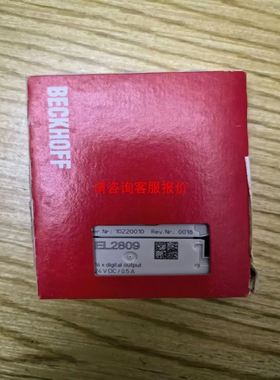 BECKHOFF
请咨询客服报价
er. Nr.: 10220010 Rev.Nr.: 0018
EL2809
16 x digital output
24 V DC / 0.5 A